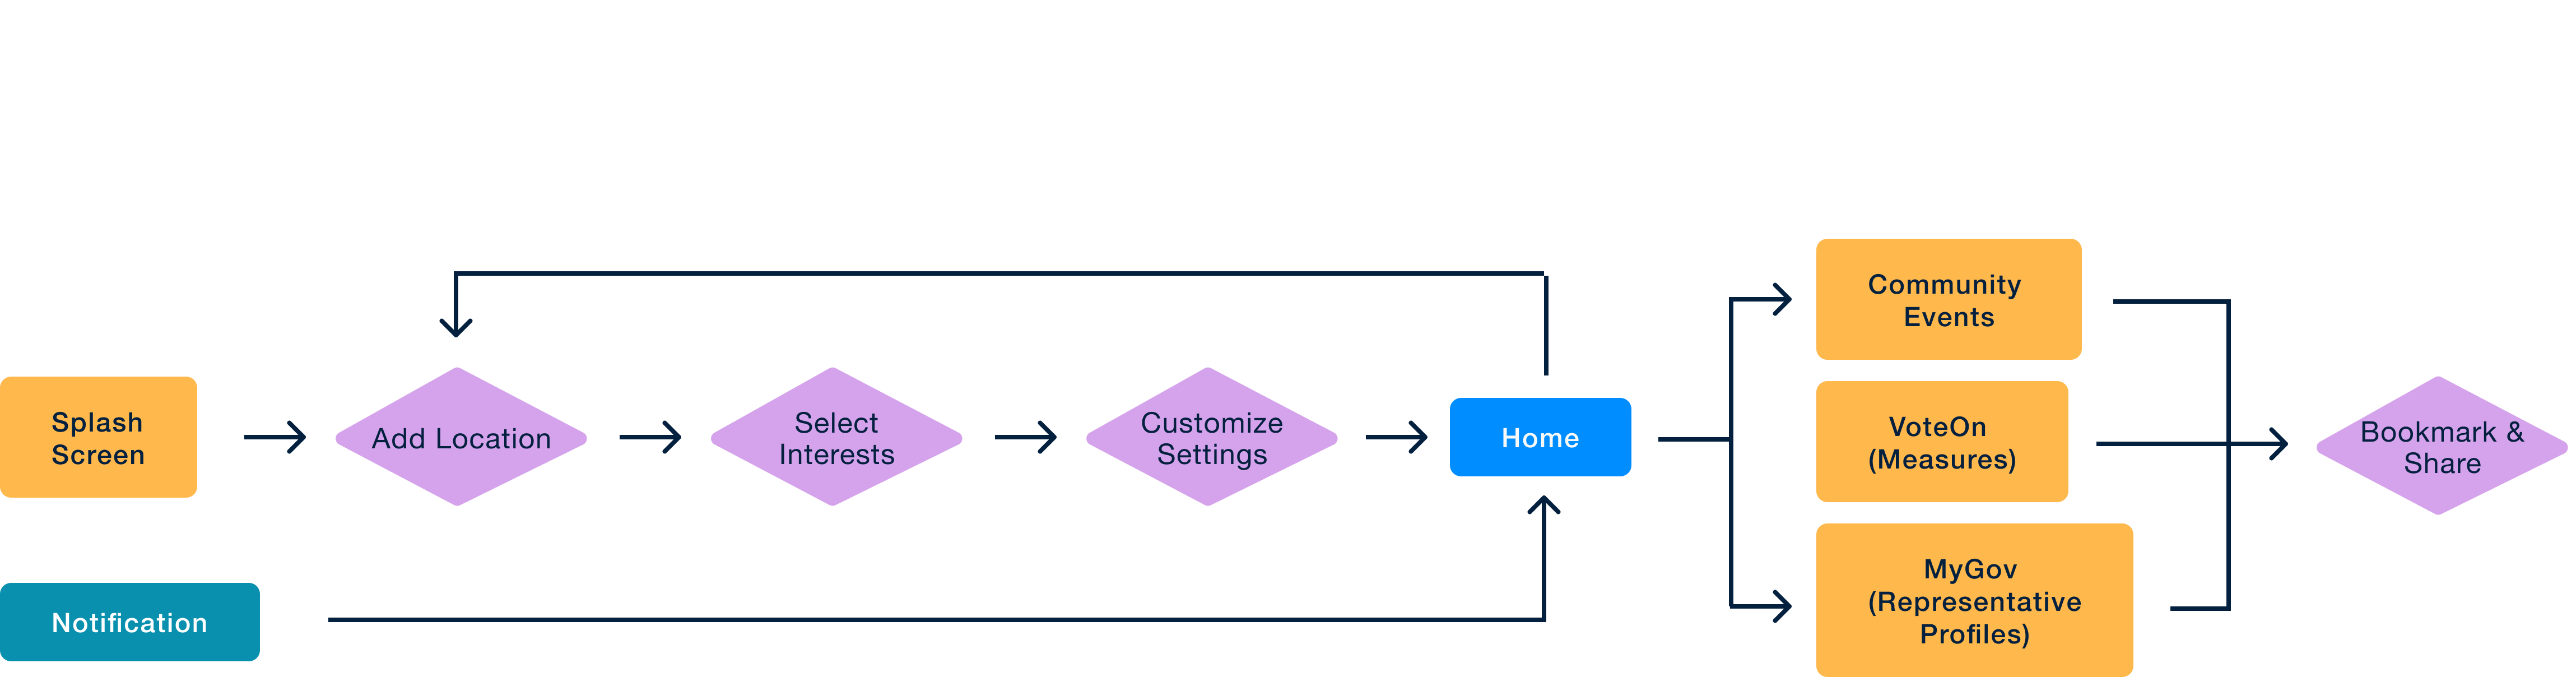 Splash
Screen
Add Location
Select
Interests
Customize
Settings
Home
Community
Events
VoteOn
(Measures)
MyGov
(Representative
Profiles)
Bookmark &
Share
Notification